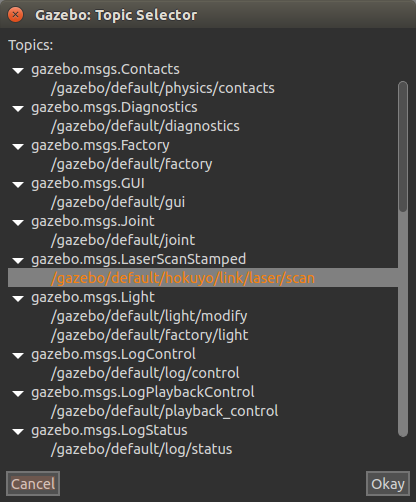 Gazebo: Topic Selector
Topics:
gazebo.msgs.Contacts
/gazebo/default/physics/contacts
gazebo.msgs.Diagnostics
/gazebo/default/diagnostics
gazebo.msgs.Factory
/gazebo/default/factory
gazebo.msgs.GUI
/gazebo/default/gui
gazebo.msgs.Joint
/gazebo/default/joint
gazebo.msgs.LaserScanStamped
/gazebo/default/hokuyo/link/laser/scan
gazebo.msgs.Light
/gazebo/default/light/modify
/gazebo/default/factory/light
gazebo.msgs.LogControl
/gazebo/default/log/control
gazebo.msgs.LogPlaybackControl
/gazebo/default/playback_control
gazebo.msgs.LogStatus
/gazebo/default/log/status
Cancel Okay